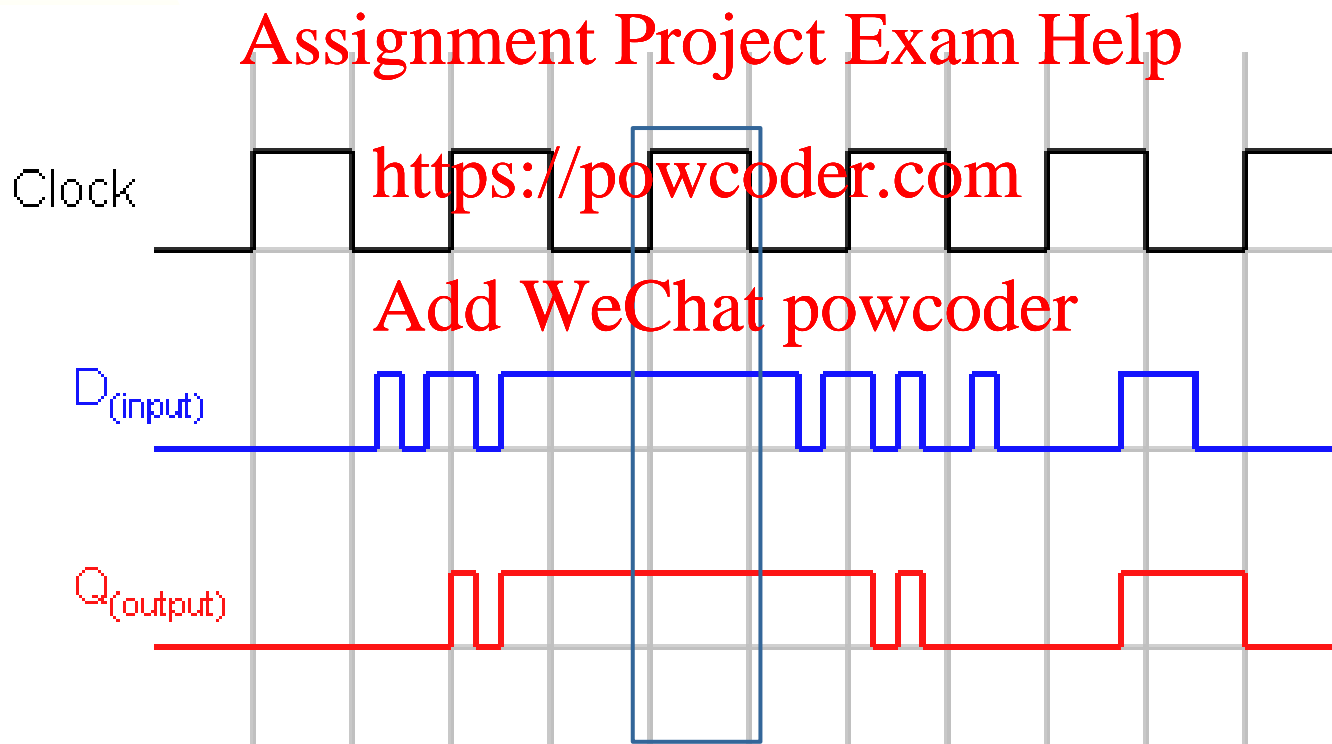 Assignment Project Exam Help
Clock
https://powcoder.com
Add WeChat powcoder
D(input)
Q(output)